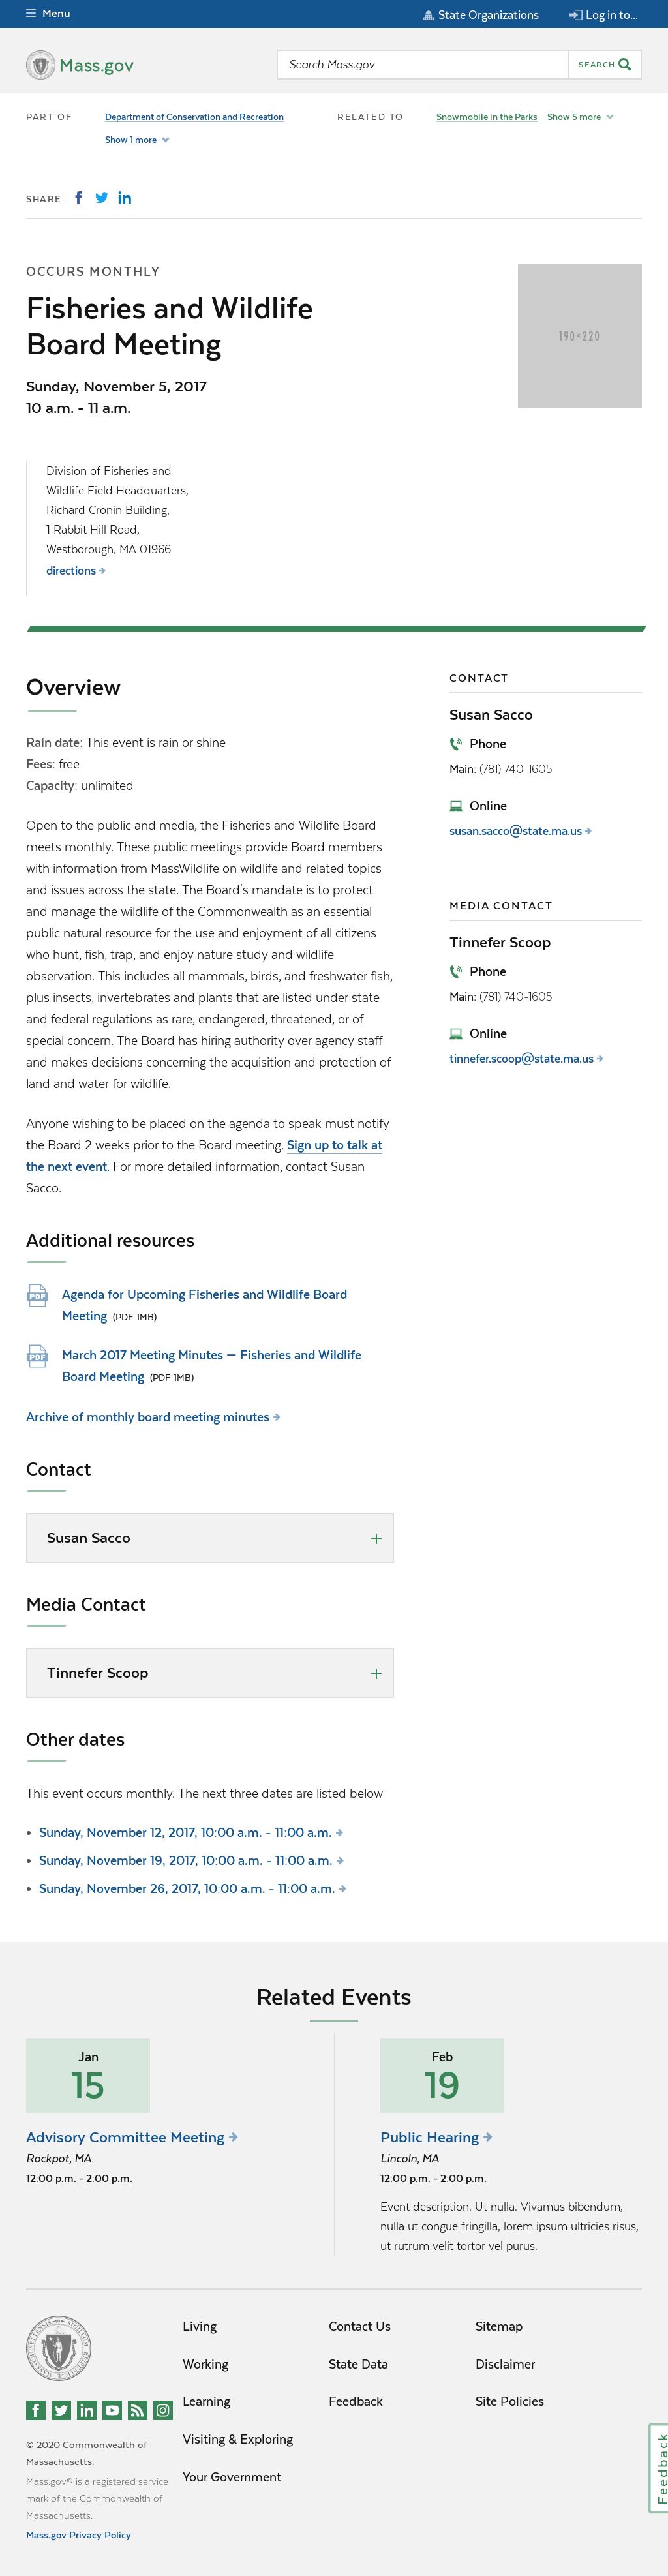 Menu
State Organizations
Log in to...
Mass.gov
Search Mass.gov
SEARCH
PART OF
Department of Conservation and Recreation
Show 1 more
RELATED TO
Snowmobile in the Parks
Show 5 more
SHARE:
OCCURS MONTHLY
Fisheries and Wildlife
Board Meeting
Sunday, November 5, 2017
10 a.m. - 11 a.m.
190×220
Division of Fisheries and
Wildlife Field Headquarters,
Richard Cronin Building,
1 Rabbit Hill Road,
Westborough, MA 01966
directions
Overview
Rain date: This event is rain or shine
Fees: free
Capacity: unlimited
Open to the public and media, the Fisheries and Wildlife Board
meets monthly. These public meetings provide Board members
with information from MassWildlife on wildlife and related topics
and issues across the state. The Board's mandate is to protect
and manage the wildlife of the Commonwealth as an essential
public natural resource for the use and enjoyment of all citizens
who hunt, fish, trap, and enjoy nature study and wildlife
observation. This includes all mammals, birds, and freshwater fish,
plus insects, invertebrates and plants that are listed under state
and federal regulations as rare, endangered, threatened, or of
special concern. The Board has hiring authority over agency staff
and makes decisions concerning the acquisition and protection of
land and water for wildlife.
Anyone wishing to be placed on the agenda to speak must notify
the Board 2 weeks prior to the Board meeting. Sign up to talk at
the next event. For more detailed information, contact Susan
Sacco.
Additional resources
PDF
Agenda for Upcoming Fisheries and Wildlife Board
Meeting (PDF 1MB)
PDF
March 2017 Meeting Minutes — Fisheries and Wildlife
Board Meeting (PDF 1MB)
Archive of monthly board meeting minutes
Contact
Susan Sacco
Media Contact
Tinnefer Scoop
Other dates
This event occurs monthly. The next three dates are listed below
Sunday, November 12, 2017, 10:00 a.m. - 11:00 a.m.
Sunday, November 19, 2017, 10:00 a.m. - 11:00 a.m.
Sunday, November 26, 2017, 10:00 a.m. - 11:00 a.m.
CONTACT
Susan Sacco
Phone
Main: (781) 740-1605
Online
susan.sacco@state.ma.us
MEDIA CONTACT
Tinnefer Scoop
Phone
Main: (781) 740-1605
Online
tinnefer.scoop@state.ma.us
Related Events
Jan
15
Advisory Committee Meeting
Rockpot, MA
12:00 p.m. - 2:00 p.m.
Feb
19
Public Hearing
Lincoln, MA
12:00 p.m. - 2:00 p.m.
Event description. Ut nulla. Vivamus bibendum,
nulla ut congue fringilla, lorem ipsum ultricies risus,
ut rutrum velit tortor vel purus.
Living
Working
Learning
Visiting & Exploring
Your Government
Contact Us
State Data
Feedback
Sitemap
Disclaimer
Site Policies
© 2020 Commonwealth of
Massachusetts.
Mass.gov® is a registered service
mark of the Commonwealth of
Massachusetts.
Mass.gov Privacy Policy
Feedback